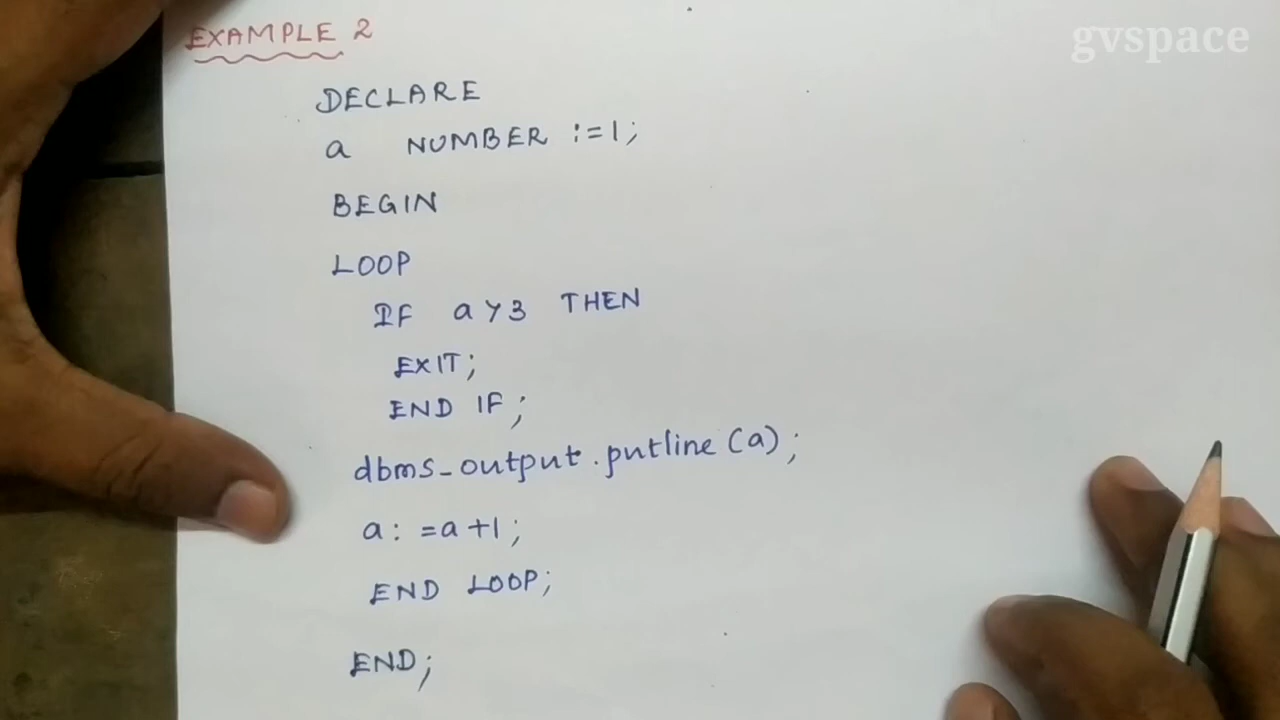 EXAMPLE 2
gvspace
DECLARE
a NUMBER :=1;
BEGIN
LOOP
IF a>3 THEN
EXIT;
END IF;
dbms_output.putline(a);
a:=a+1;
END LOOP;
END;